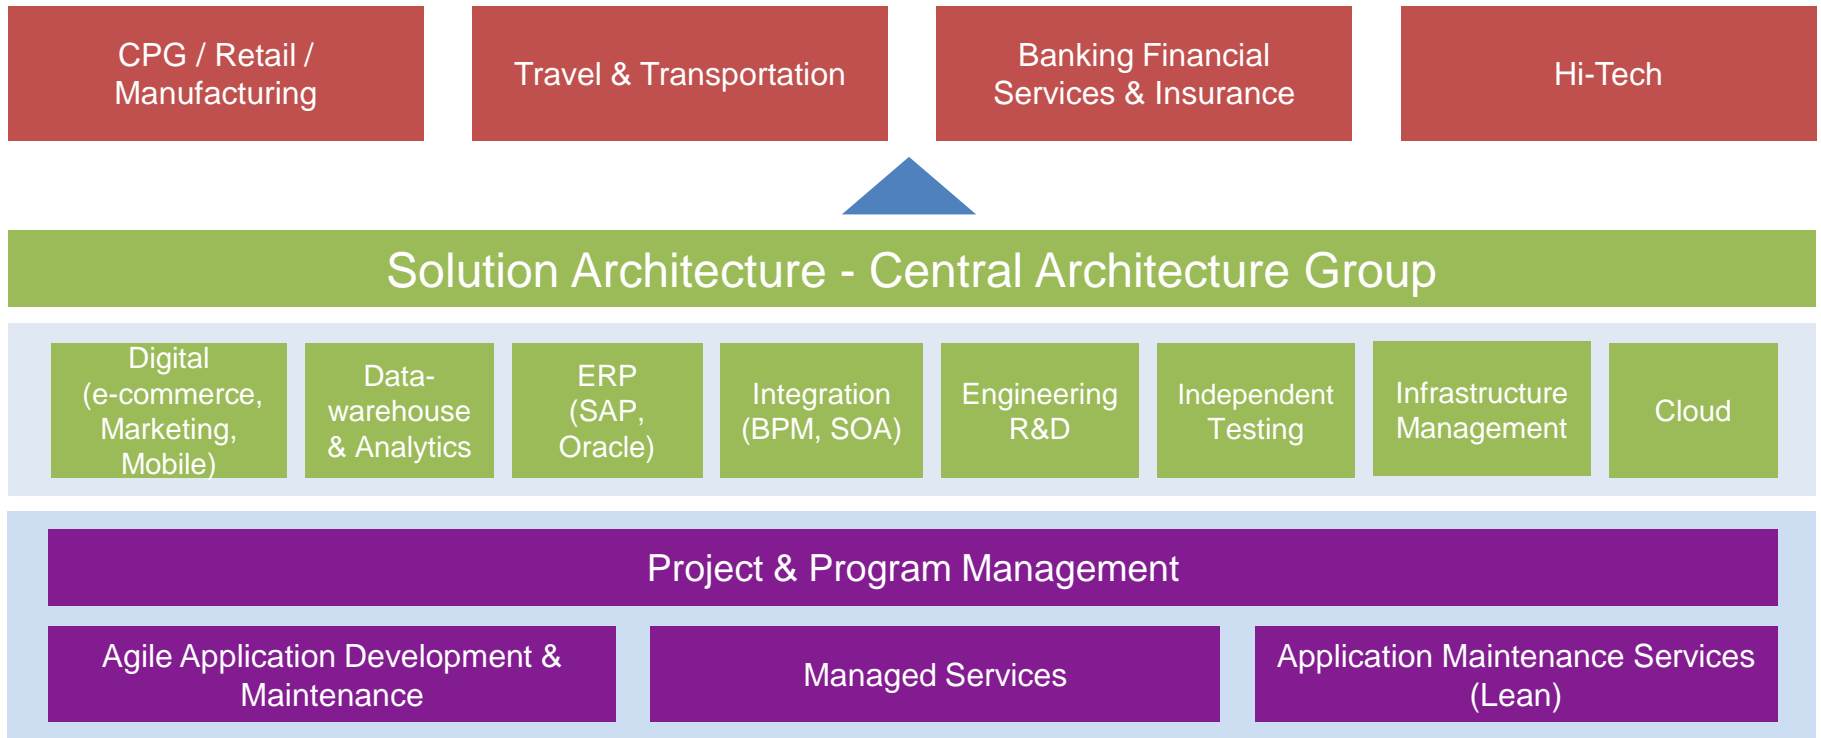 CPG / Retail /
Manufacturing
Travel & Transportation
Banking Financial
Services & Insurance
Hi-Tech
Solution Architecture - Central Architecture Group
Digital
(e-commerce,
Marketing,
Mobile)
Data-
warehouse
& Analytics
ERP
(SAP,
Oracle)
Integration
(BPM, SOA)
Engineering
R&D
Independent
Testing
Infrastructure
Management
Cloud
Project & Program Management
Agile Application Development &
Maintenance
Managed Services
Application Maintenance Services
(Lean)